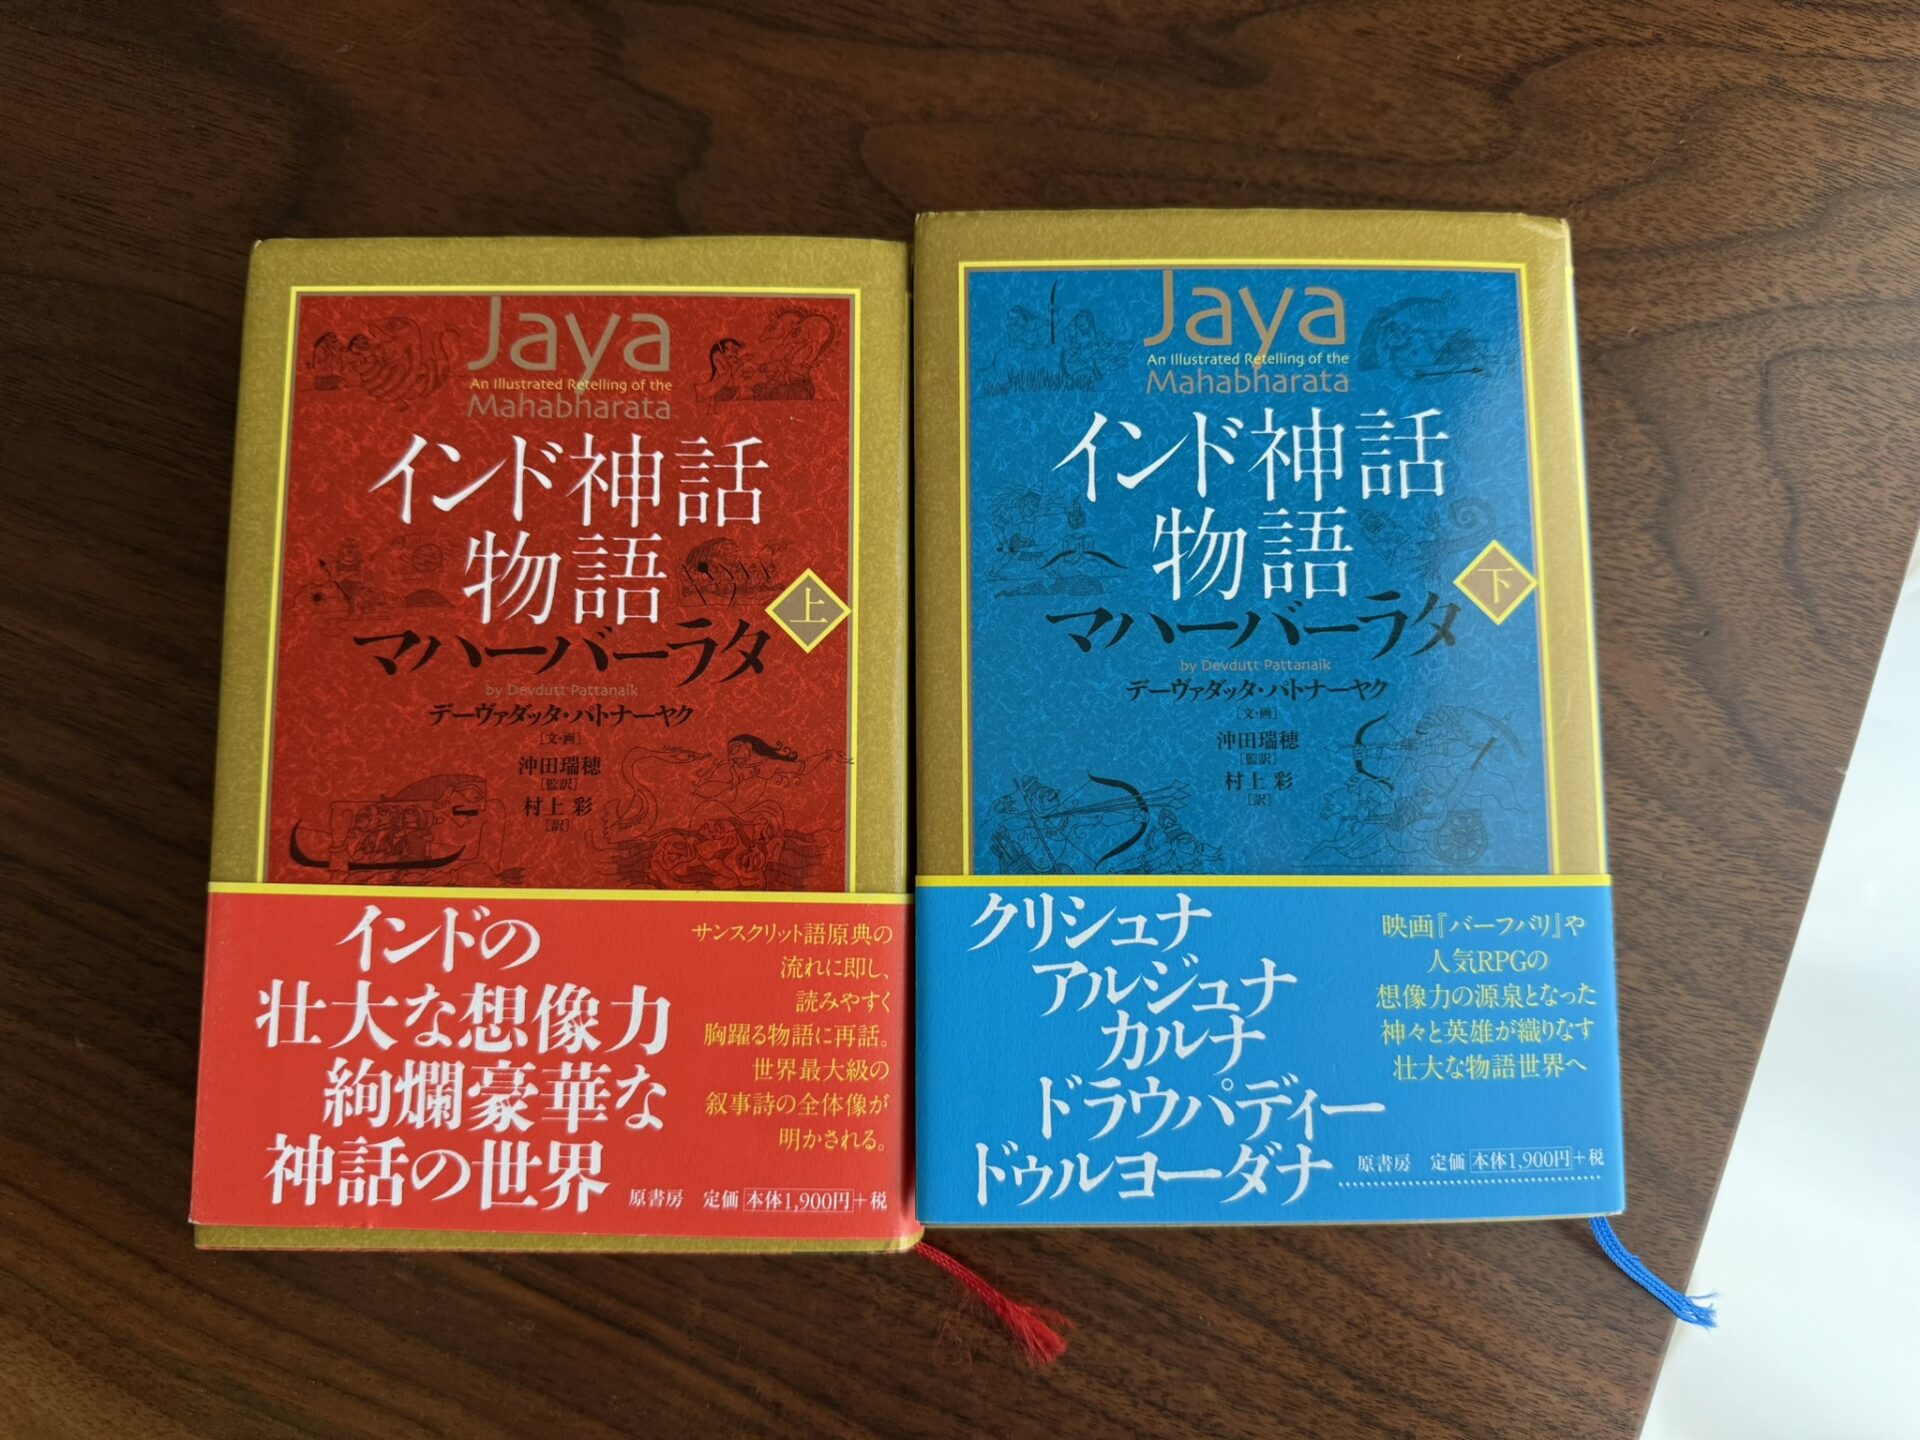 Jaya
An Illustrated Retelling of the
Mahabharata
インド神話
物語
上
マハーバーラタ
by Devdutt Pattanaik
デーヴァダッタ・パトナーヤク
[文・画]
沖田瑞穂
[監訳]
村上 彩
[訳]
インドの
壮大な想像力
絢爛豪華な
神話の世界
サンスクリット語原典の
流れに即し、
読みやすく
胸躍る物語に再話。
世界最大級の
叙事詩の全体像が
明かされる。
原書房 定価 本体1,900円+税
Jaya
An Illustrated Retelling of the
Mahabharata
インド神話
物語
下
マハーバーラタ
by Devdutt Pattanaik
デーヴァダッタ・パトナーヤク
[文・画]
沖田瑞穂
[監訳]
村上 彩
[訳]
クリシュナ
アルジュナ
カルナ
ドラウパディー
ドゥルヨーダナ
映画『バーフバリ』や
人気RPGの
想像力の源泉となった
神々と英雄が織りなす
壮大な物語世界へ
原書房 定価 本体1,900円+税